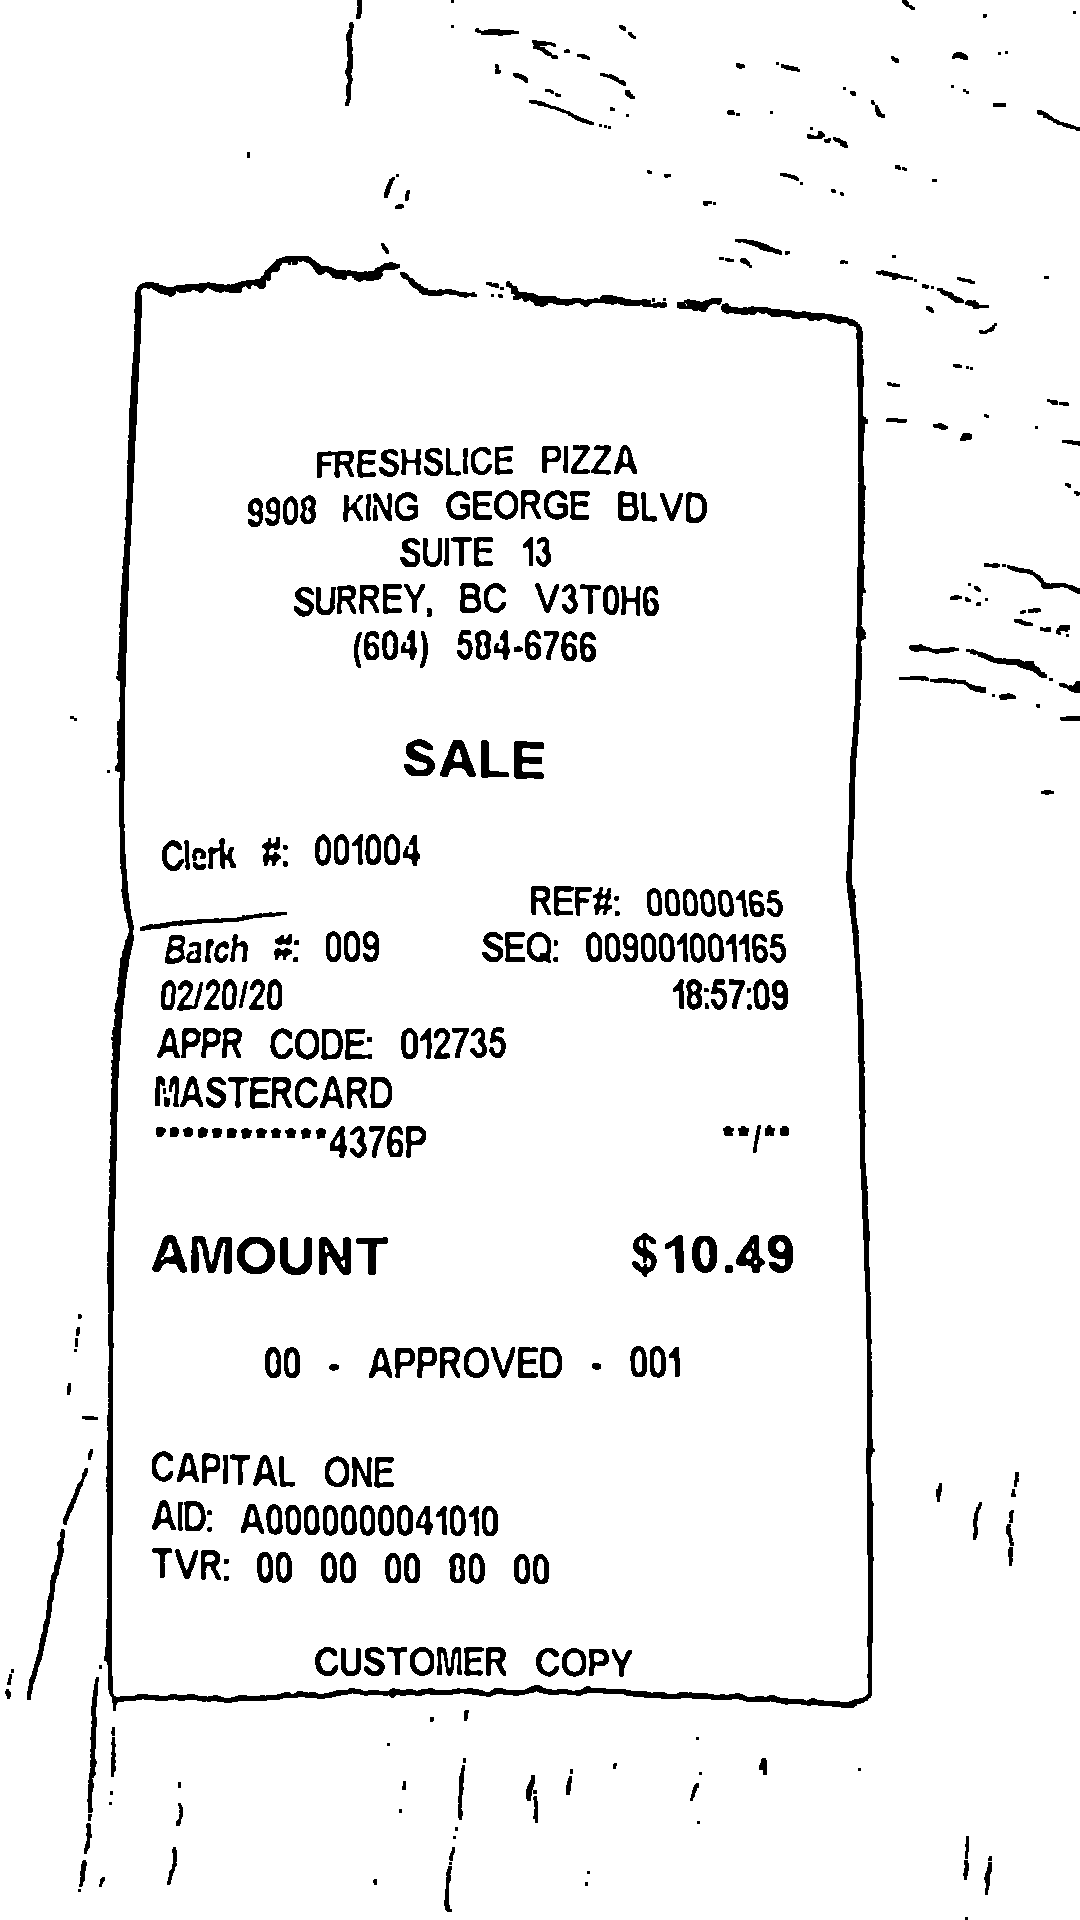 FRESHSLICE PIZZA
9908 KING GEORGE BLVD
SUITE 13
SURREY, BC V3T0H6
(604) 584-6766
SALE
Clerk #: 001004
REF#: 00000165
Batch #: 009 SEQ: 009001001165
02/20/20 18:57:09
APPR CODE: 012735
MASTERCARD
************4376P **/**
AMOUNT $10.49
00 - APPROVED - 001
CAPITAL ONE
AID: A0000000041010
TVR: 00 00 00 80 00
CUSTOMER COPY